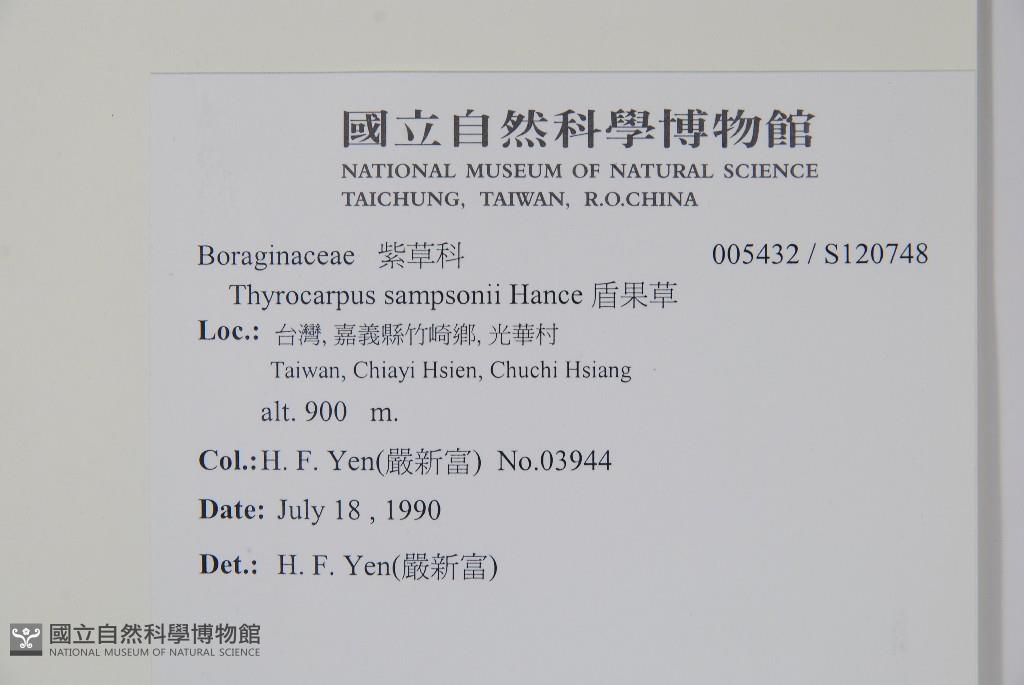 國立自然科學博物館
NATIONAL MUSEUM OF NATURAL SCIENCE
TAICHUNG, TAIWAN, R.O.CHINA
Boraginaceae 紫草科 005432 / S120748
Thyrocarpus sampsonii Hance 盾果草
Loc.: 台灣, 嘉義縣竹崎鄉, 光華村
Taiwan, Chiayi Hsien, Chuchi Hsiang
alt. 900 m.
Col.: H. F. Yen(嚴新富) No.03944
Date: July 18 , 1990
Det.: H. F. Yen(嚴新富)
國立自然科學博物館
NATIONAL MUSEUM OF NATURAL SCIENCE